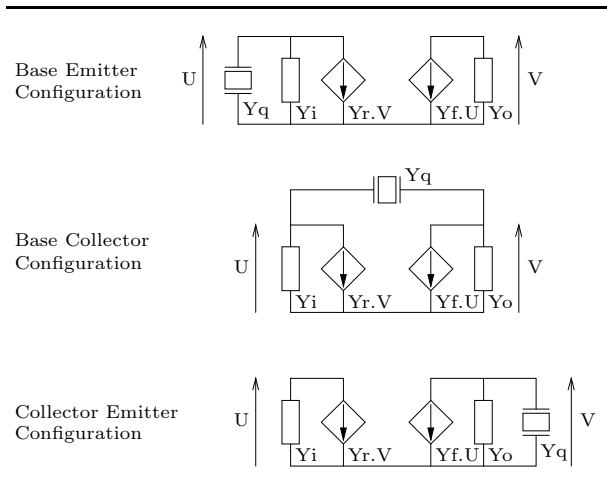 Base Emitter
Configuration
U
Yq
Yi
Yr.V
Yf.U
Yo
V
Base Collector
Configuration
Yq
U
Yi
Yr.V
Yf.U
Yo
V
Collector Emitter
Configuration
U
Yi
Yr.V
Yf.U
Yo
Yq
V